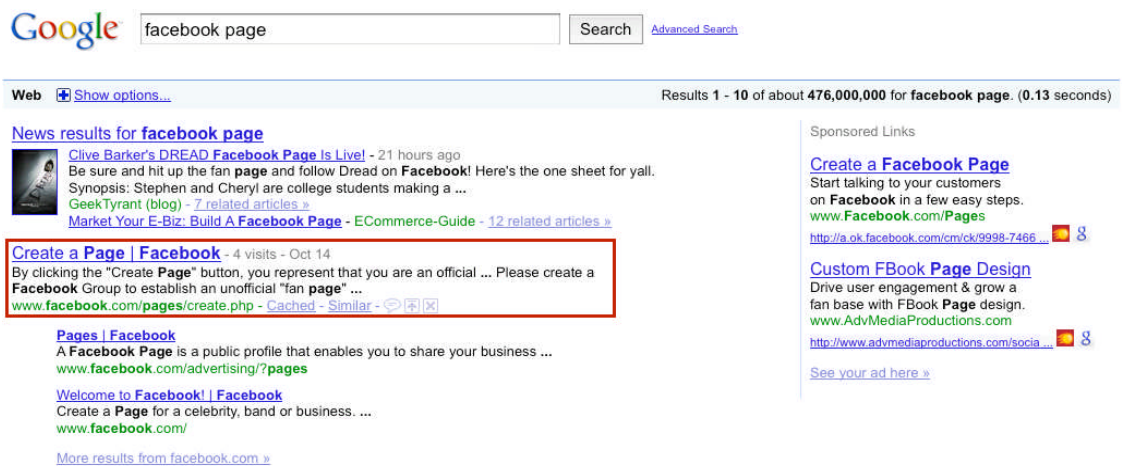 Google
facebook page
Search
Advanced Search
Web
Show options...
Results 1 - 10 of about 476,000,000 for facebook page. (0.13 seconds)
News results for facebook page
Clive Barker's DREAD Facebook Page Is Live! - 21 hours ago
Be sure and hit up the fan page and follow Dread on Facebook! Here's the one sheet for yall.
Synopsis: Stephen and Cheryl are college students making a ...
GeekTyrant (blog) - 7 related articles »
Market Your E-Biz: Build A Facebook Page - ECommerce-Guide - 12 related articles »
Create a Page | Facebook - 4 visits - Oct 14
By clicking the "Create Page" button, you represent that you are an official ... Please create a
Facebook Group to establish an unofficial "fan page" ...
www.facebook.com/pages/create.php - Cached - Similar -
Pages | Facebook
A Facebook Page is a public profile that enables you to share your business ...
www.facebook.com/advertising/?pages
Welcome to Facebook! | Facebook
Create a Page for a celebrity, band or business. ...
www.facebook.com/
More results from facebook.com »
Sponsored Links
Create a Facebook Page
Start talking to your customers
on Facebook in a few easy steps.
www.Facebook.com/Pages
http://a.ok.facebook.com/cm/ck/9998-7466 ... g
Custom FBook Page Design
Drive user engagement & grow a
fan base with FBook Page design.
www.AdvMediaProductions.com
http://www.advmediaproductions.com/socia ... g
See your ad here »